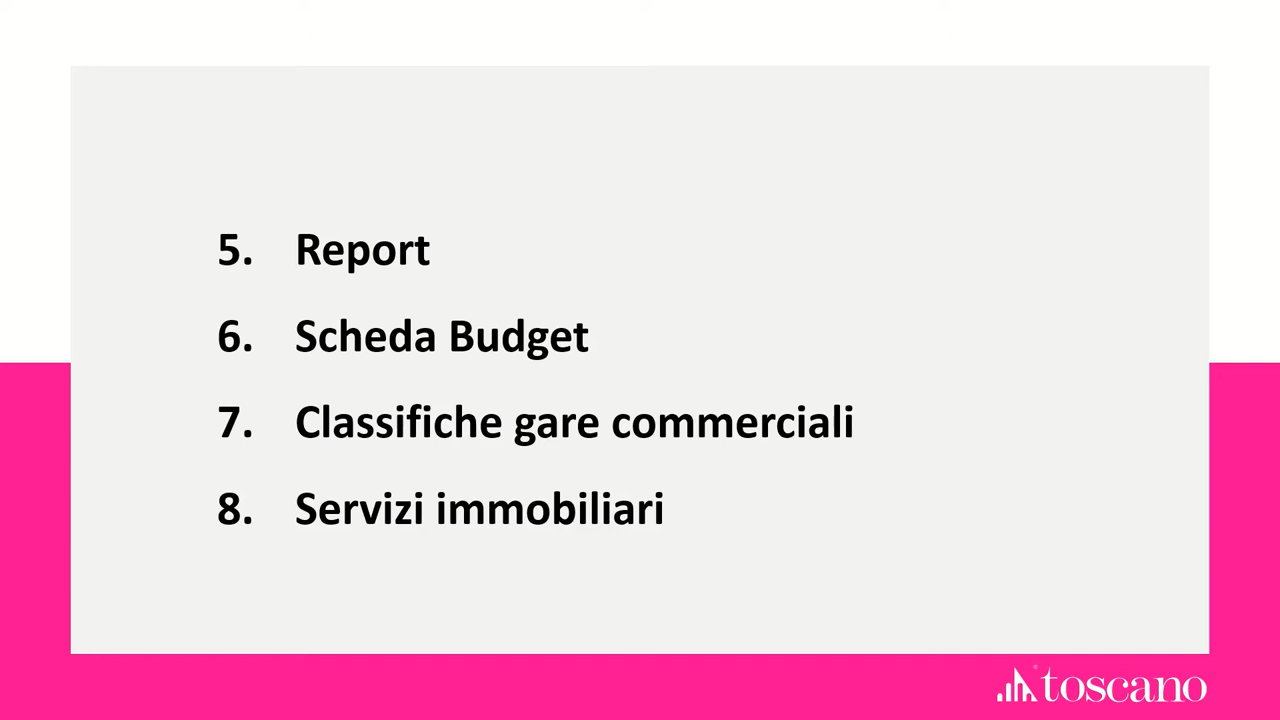 5. Report
6. Scheda Budget
7. Classifiche gare commerciali
8. Servizi immobiliari
toscano